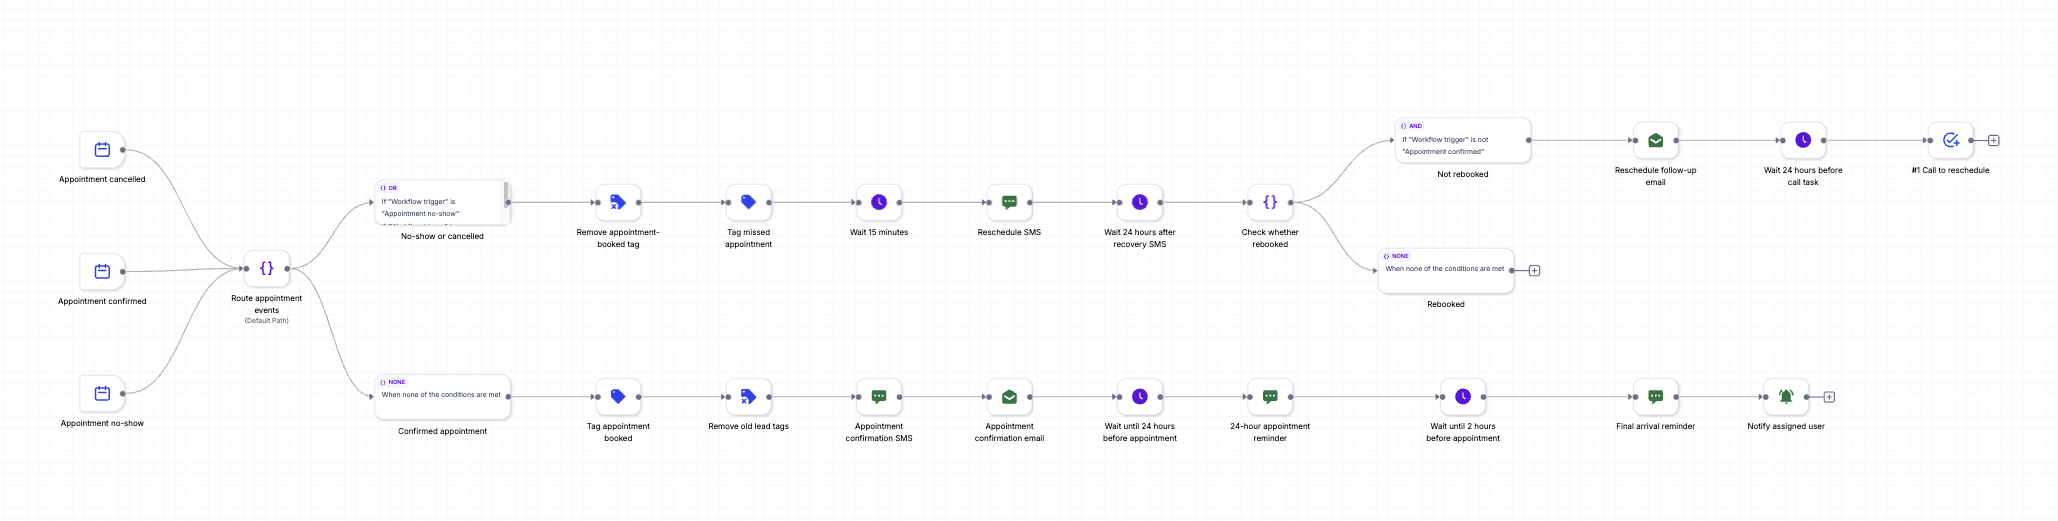 Appointment cancelled
Appointment confirmed
Appointment no-show
{}
Route appointment
events
(Default Path)
{} OR
If "Workflow trigger" is
"Appointment no-show"
No-show or cancelled
Remove appointment-
booked tag
Tag missed
appointment
Wait 15 minutes
Reschedule SMS
Wait 24 hours after
recovery SMS
{}
Check whether
rebooked
{} AND
If "Workflow trigger" is not
"Appointment confirmed"
Not rebooked
Reschedule follow-up
email
Wait 24 hours before
call task
#1 Call to reschedule
{} NONE
When none of the conditions are met
Rebooked
{} NONE
When none of the conditions are met
Confirmed appointment
Tag appointment
booked
Remove old lead tags
Appointment
confirmation SMS
Appointment
confirmation email
Wait until 24 hours
before appointment
24-hour appointment
reminder
Wait until 2 hours
before appointment
Final arrival reminder
Notify assigned user